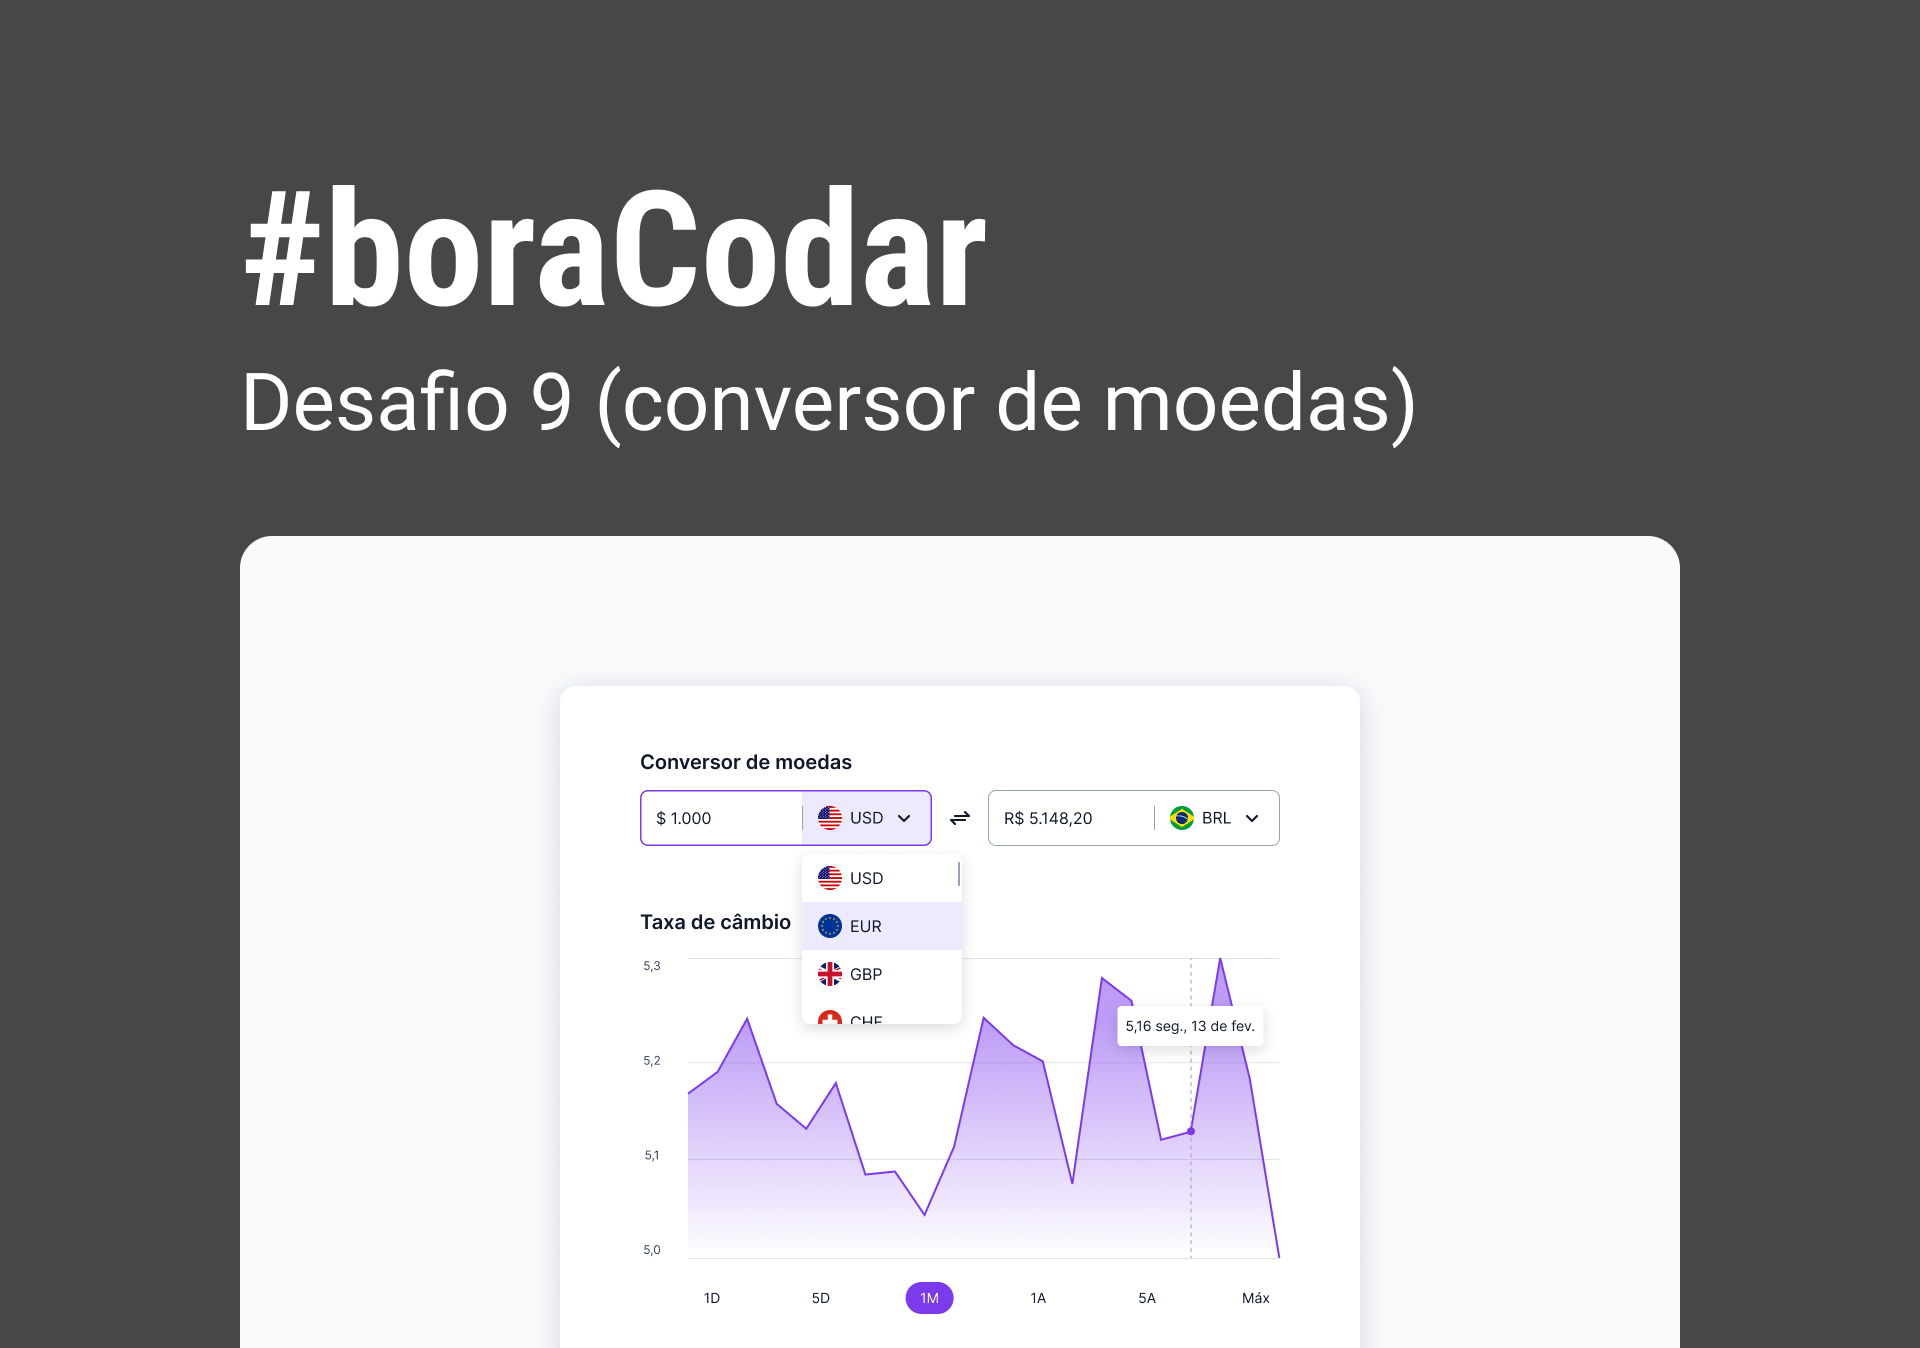 #boraCodar
Desafio 9 (conversor de moedas)
Conversor de moedas
$ 1.000 USD
R$ 5.148,20 BRL
USD
EUR
GBP
CHF
Taxa de câmbio
5,3
5,2
5,1
5,0
5,16 seg., 13 de fev.
1D 5D 1M 1A 5A Máx